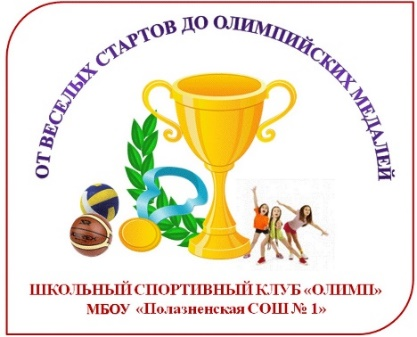 ОТ ВЕСЕЛЫХ СТАРТОВ ДО ОЛИМПИЙСКИХ МЕДАЛЕЙ
ШКОЛЬНЫЙ СПОРТИВНЫЙ КЛУБ «ОЛИМП»
МБОУ «Полазненская СОШ № 1»